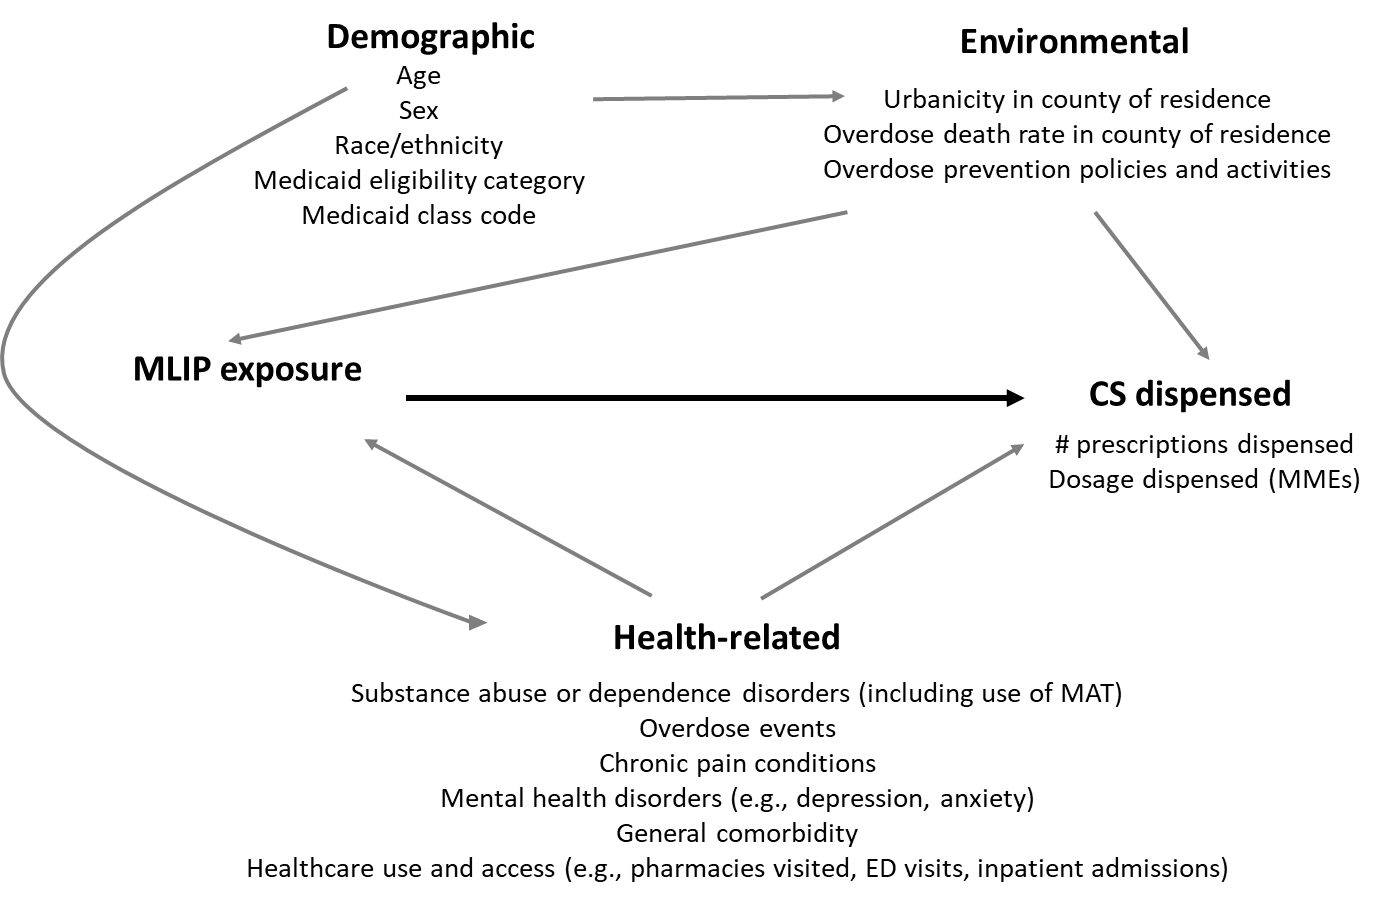 Demographic
Age
Sex
Race/ethnicity
Medicaid eligibility category
Medicaid class code
Environmental
Urbanicity in county of residence
Overdose death rate in county of residence
Overdose prevention policies and activities
MLIP exposure
CS dispensed
# prescriptions dispensed
Dosage dispensed (MMEs)
Health-related
Substance abuse or dependence disorders (including use of MAT)
Overdose events
Chronic pain conditions
Mental health disorders (e.g., depression, anxiety)
General comorbidity
Healthcare use and access (e.g., pharmacies visited, ED visits, inpatient admissions)